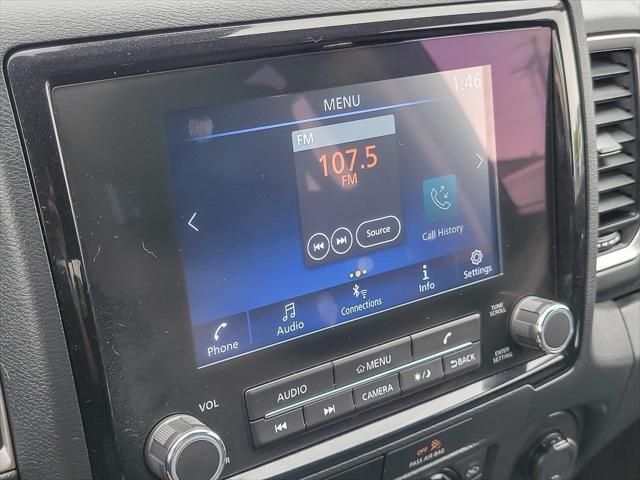 1:46
MENU
FM
107.5
FM
Source
Call History
Phone
Audio
Connections
Info
Settings
TUNE
SCROLL
ENTER
SETTING
VOL
AUDIO
MENU
CAMERA
BACK
OFF
PASS AIR BAG